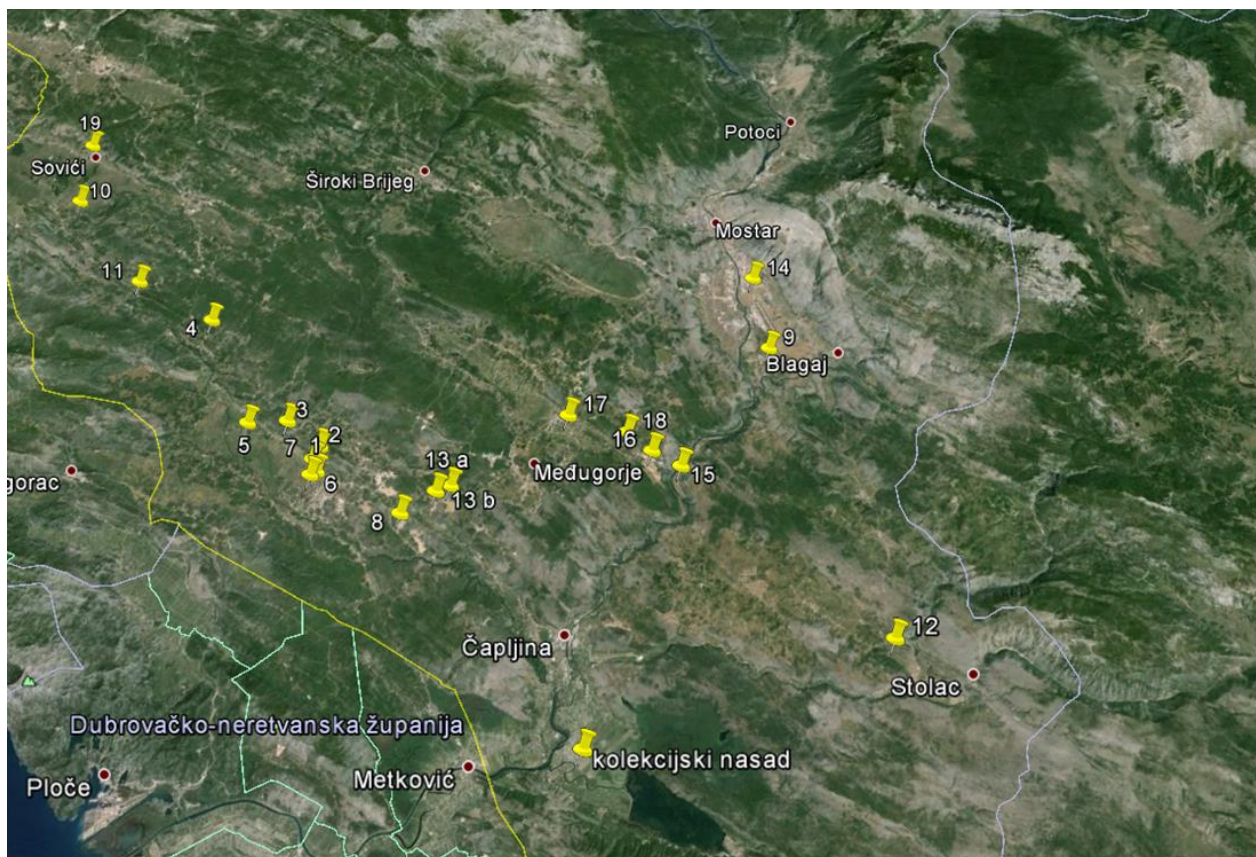 Potoci
19
Sovići
Široki Brijeg
10
Mostar
14
11
4
9
Blagaj
17
3
5
18
2
7
1
16
13 a
Međugorje
15
gorac
6
13 b
8
12
Čapljina
Stolac
Dubrovačko-neretvanska županija
kolekcijski nasad
Metković
Ploče